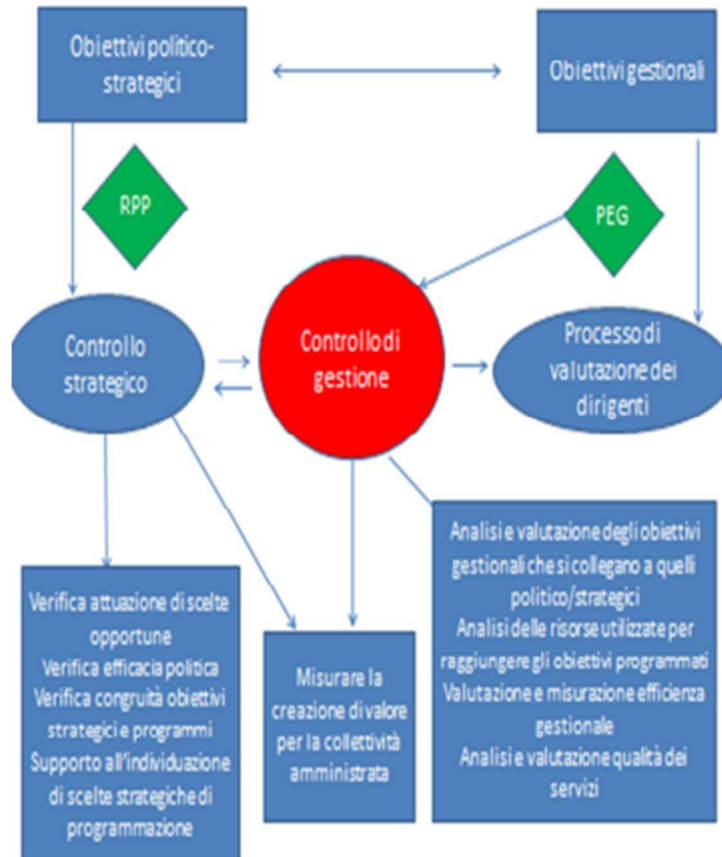 Obiettivi politico-
strategici
Obiettivi gestionali
RPP
PEG
Controllo
strategico
Controllo di
gestione
Processo di
valutazione dei
dirigenti
Verifica attuazione di scelte
opportune
Verifica efficacia politica
Verifica congruità obiettivi
strategici e programmi
Supporto all'individuazione
di scelte strategiche di
programmazione
Misurare la
creazione di valore
per la collettività
amministrata
Analisi e valutazione degli obiettivi
gestionali che si collegano a quelli
politico/strategici
Analisi delle risorse utilizzate per
raggiungere gli obiettivi programmati
Valutazione e misurazione efficienza
gestionale
Analisi e valutazione qualità dei
servizi